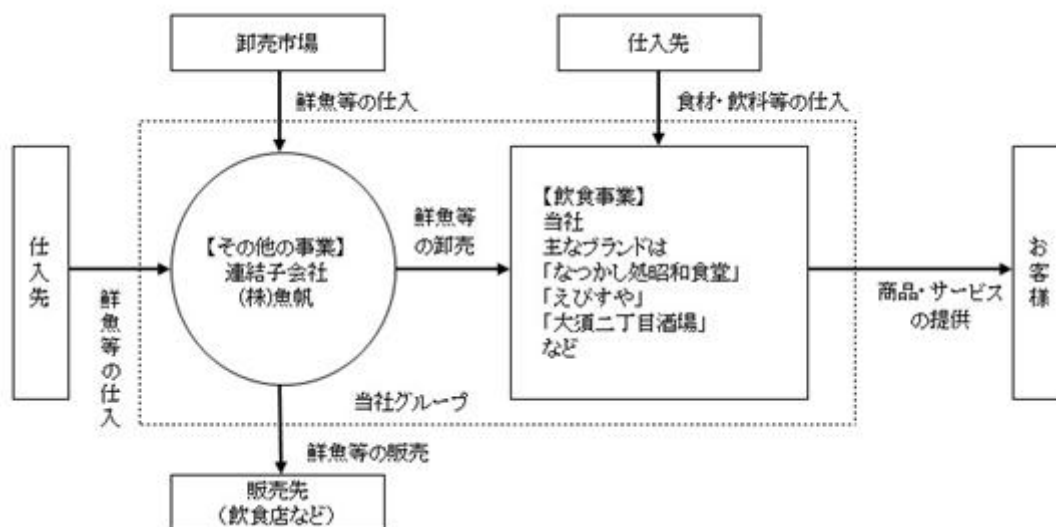 卸売市場
仕入先
鮮魚等の仕入
食材・飲料等の仕入
仕入先
鮮魚等の仕入
【その他の事業】
連結子会社
(株)魚帆
鮮魚等
の卸売
【飲食事業】
当社
主なブランドは
「なつかし処昭和食堂」
「えびすや」
「大須二丁目酒場」
など
商品・サービス
の提供
お客様
当社グループ
鮮魚等の販売
販売先
(飲食店など)